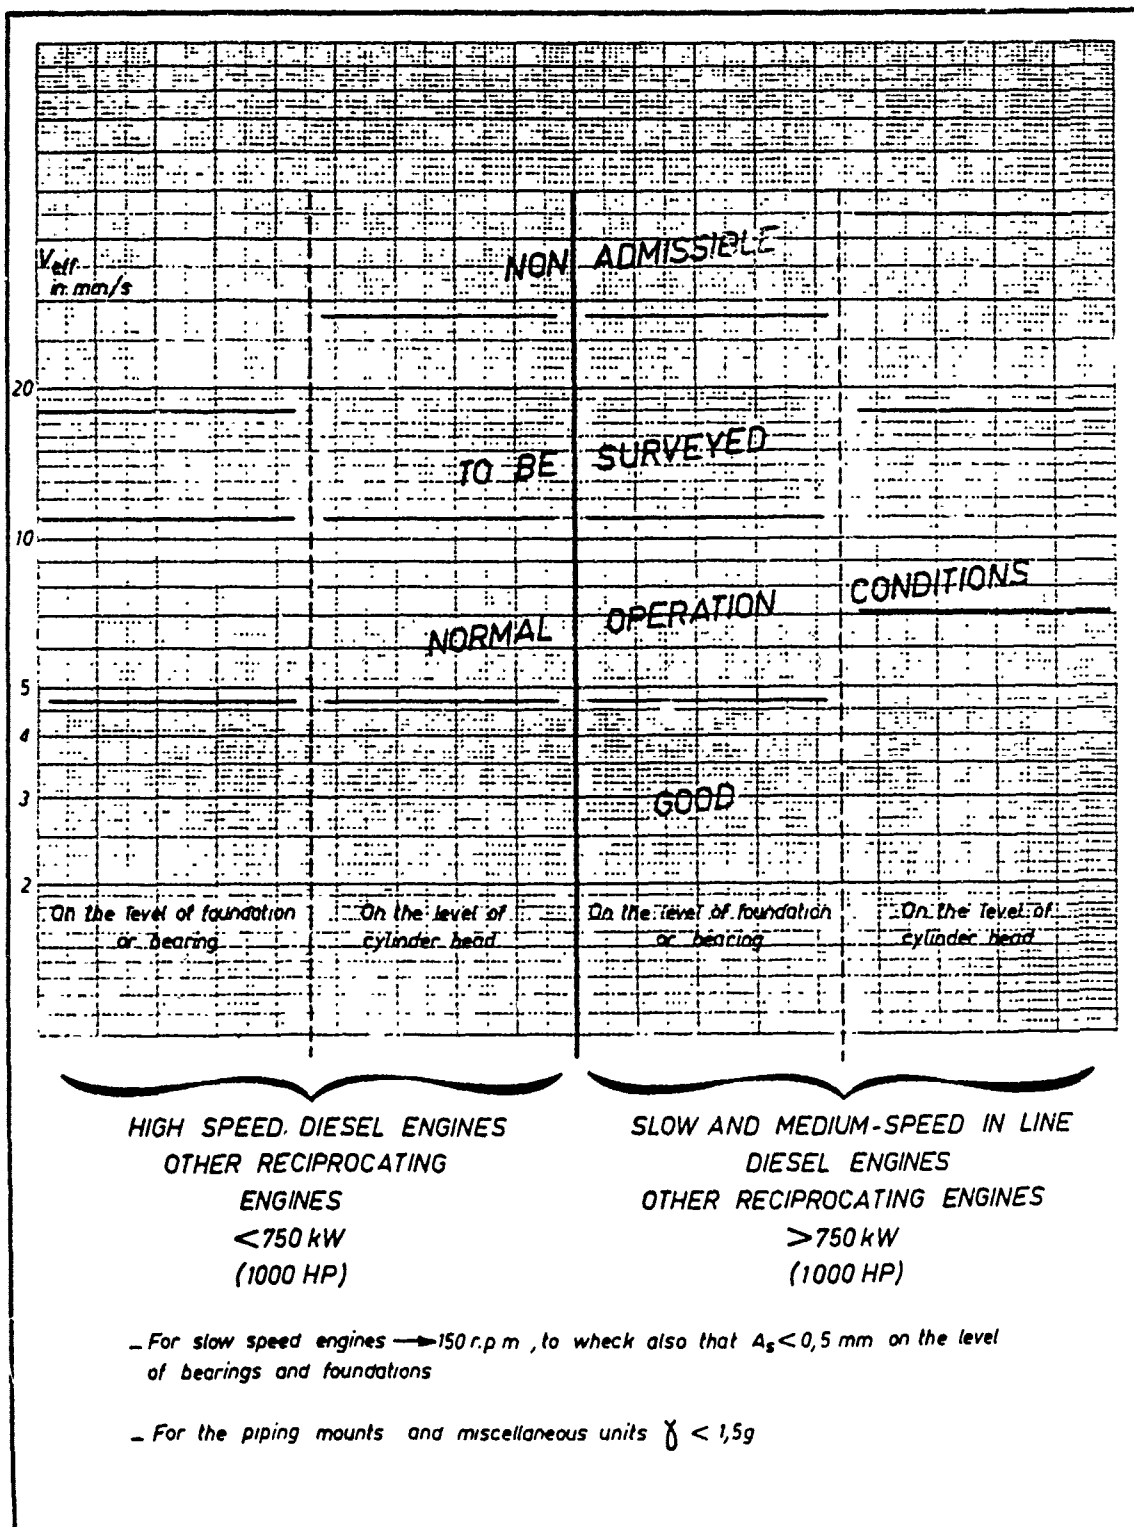 NON ADMISSIBLE
V eff
in mm/s
20
TO BE SURVEYED
10
NORMAL OPERATION CONDITIONS
5
4
3
GOOD
2
On the level of foundation
or bearing
On the level of
cylinder head
On the level of foundation
or bearing
On the level of
cylinder head
HIGH SPEED. DIESEL ENGINES
OTHER RECIPROCATING
ENGINES
<750 kW
(1000 HP)
SLOW AND MEDIUM-SPEED IN LINE
DIESEL ENGINES
OTHER RECIPROCATING ENGINES
>750 kW
(1000 HP)
_ For slow speed engines → 150 r.p m , to wheck also that As < 0,5 mm on the level
of bearings and foundations
_ For the piping mounts and miscellaneous units γ < 1,5g